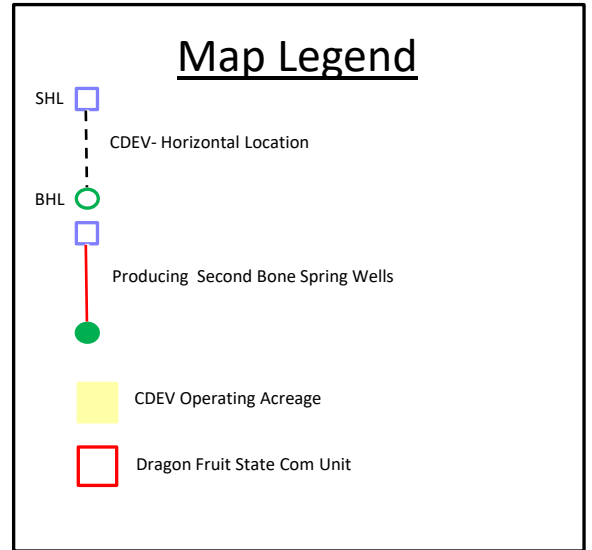 Map Legend
SHL
CDEV- Horizontal Location
BHL
Producing  Second Bone Spring Wells
CDEV Operating Acreage
Dragon Fruit State Com Unit